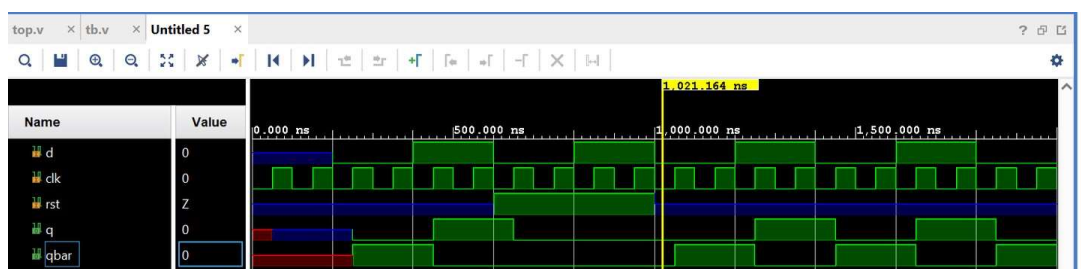 top.v × tb.v × Untitled 5 ×
1,021.164 ns
Name Value 0.000 ns 500.000 ns 1,000.000 ns 1,500.000 ns
d 0
clk 0
rst Z
q 0
qbar 0